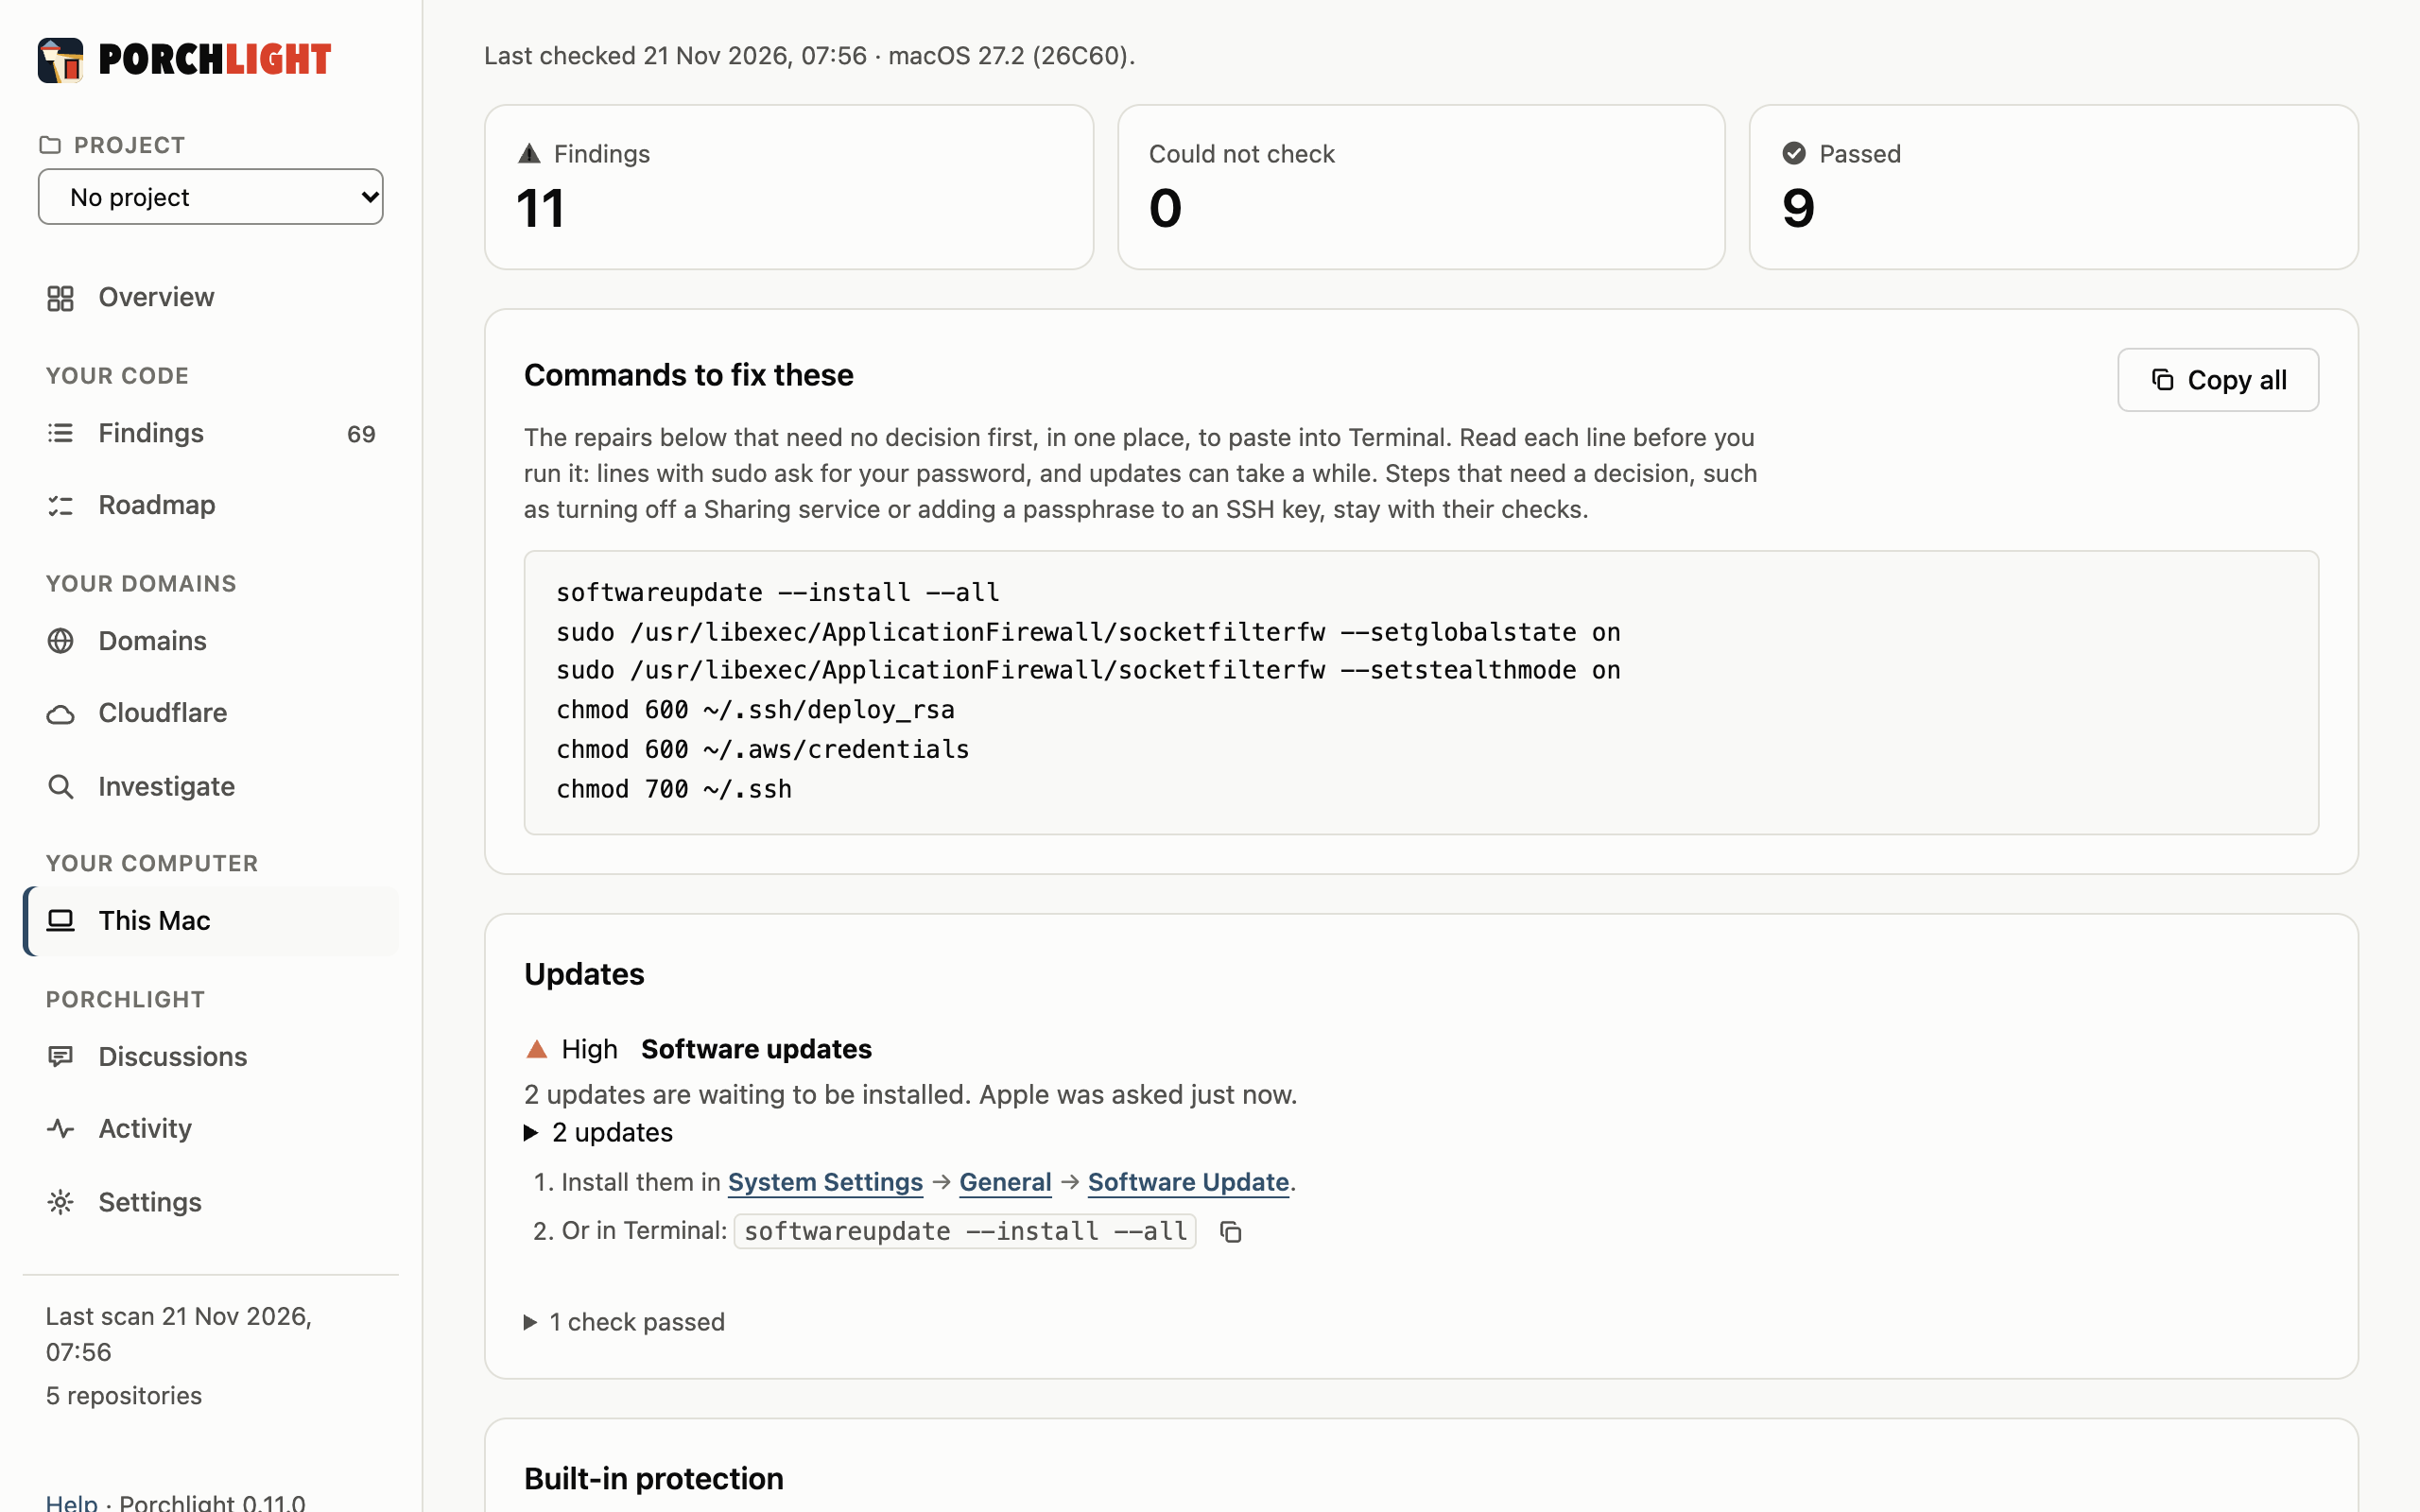 PORCHLIGHT
PROJECT
No project
Overview
YOUR CODE
Findings 69
Roadmap
YOUR DOMAINS
Domains
Cloudflare
Investigate
YOUR COMPUTER
This Mac
PORCHLIGHT
Discussions
Activity
Settings
Last scan 21 Nov 2026,
07:56
5 repositories
Help · Porchlight 0.11.0
Last checked 21 Nov 2026, 07:56 · macOS 27.2 (26C60).
Findings
11
Could not check
0
Passed
9
Commands to fix these
Copy all
The repairs below that need no decision first, in one place, to paste into Terminal. Read each line before you
run it: lines with sudo ask for your password, and updates can take a while. Steps that need a decision, such
as turning off a Sharing service or adding a passphrase to an SSH key, stay with their checks.
softwareupdate --install --all
sudo /usr/libexec/ApplicationFirewall/socketfilterfw --setglobalstate on
sudo /usr/libexec/ApplicationFirewall/socketfilterfw --setstealthmode on
chmod 600 ~/.ssh/deploy_rsa
chmod 600 ~/.aws/credentials
chmod 700 ~/.ssh
Updates
High Software updates
2 updates are waiting to be installed. Apple was asked just now.
2 updates
1. Install them in System Settings → General → Software Update.
2. Or in Terminal: softwareupdate --install --all
1 check passed
Built-in protection